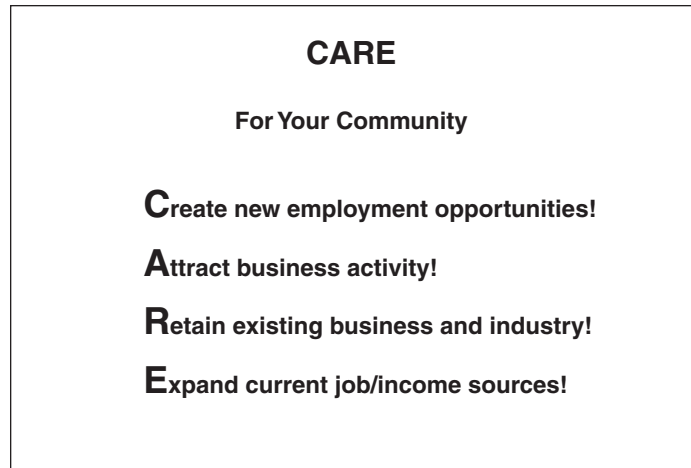 CARE
For Your Community
Create new employment opportunities!
Attract business activity!
Retain existing business and industry!
Expand current job/income sources!